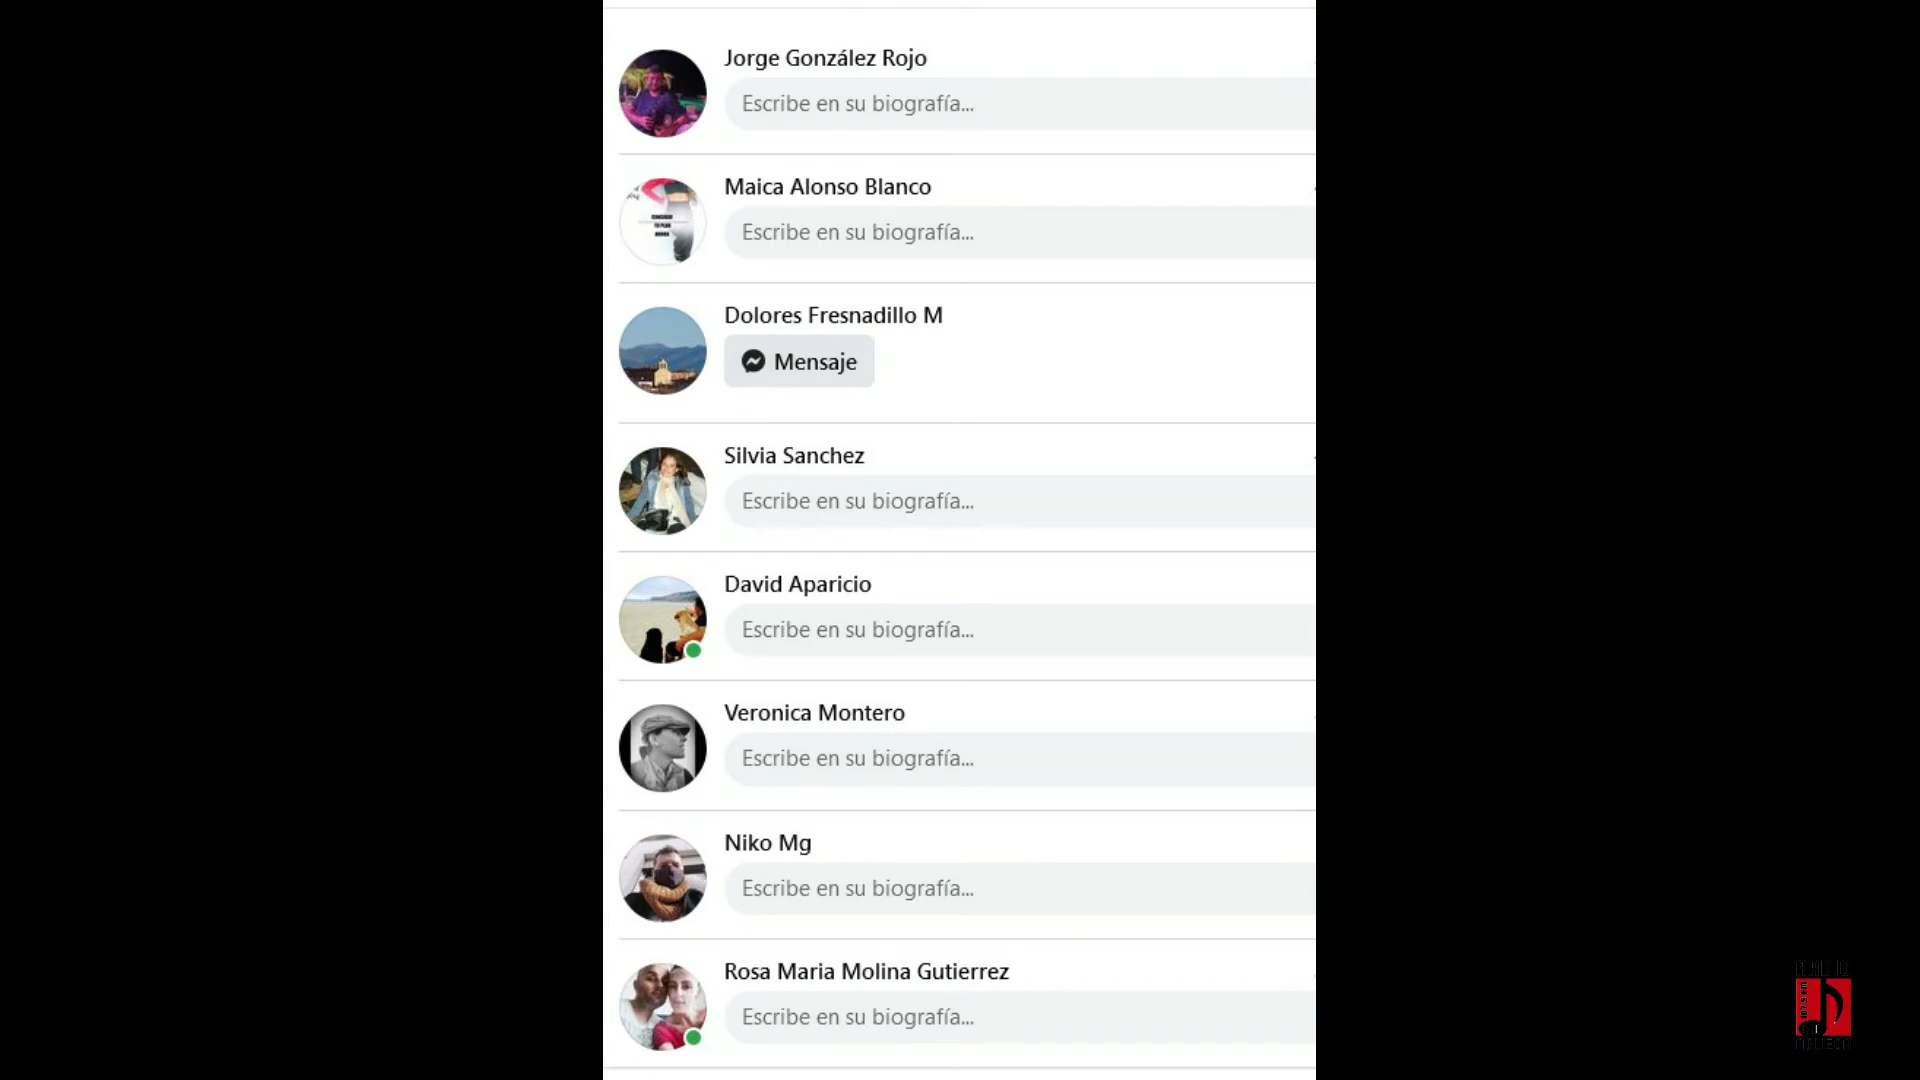 Jorge González Rojo
Escribe en su biografía...
Maica Alonso Blanco
Escribe en su biografía...
Dolores Fresnadillo M
Mensaje
Silvia Sanchez
Escribe en su biografía...
David Aparicio
Escribe en su biografía...
Veronica Montero
Escribe en su biografía...
Niko Mg
Escribe en su biografía...
Rosa Maria Molina Gutierrez
Escribe en su biografía...